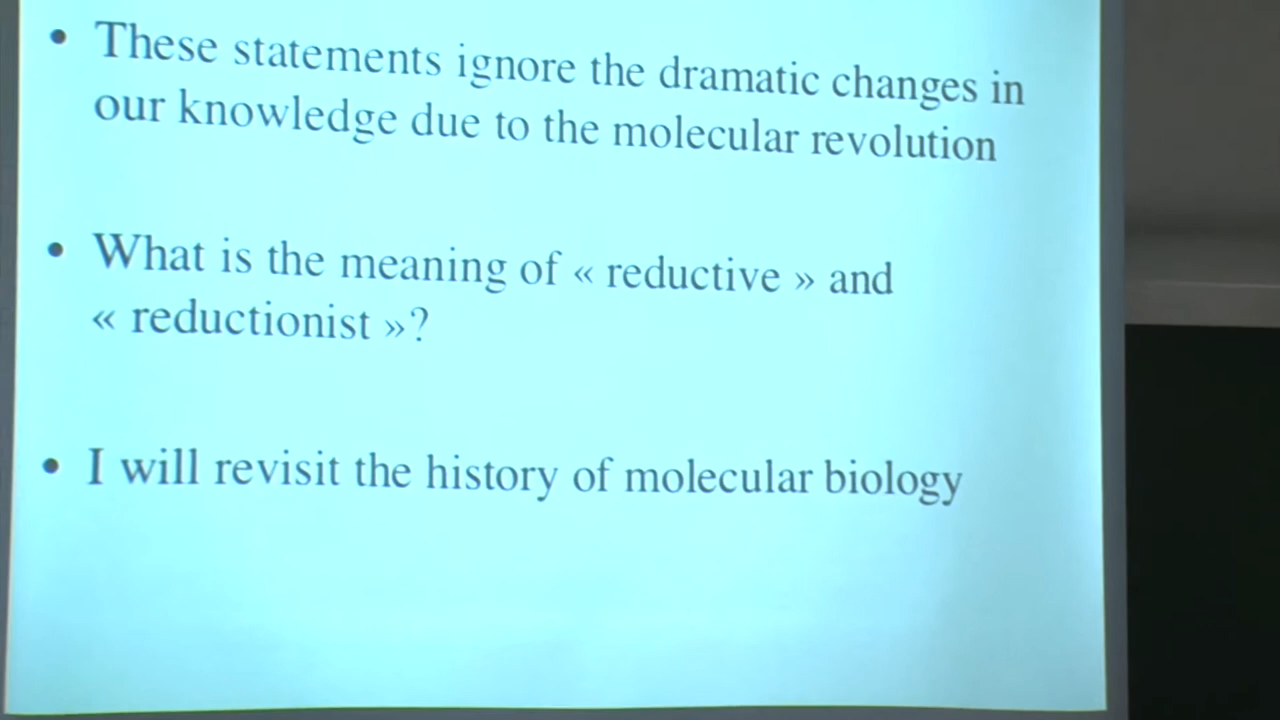 • These statements ignore the dramatic changes in
our knowledge due to the molecular revolution
• What is the meaning of « reductive » and
« reductionist »?
• I will revisit the history of molecular biology